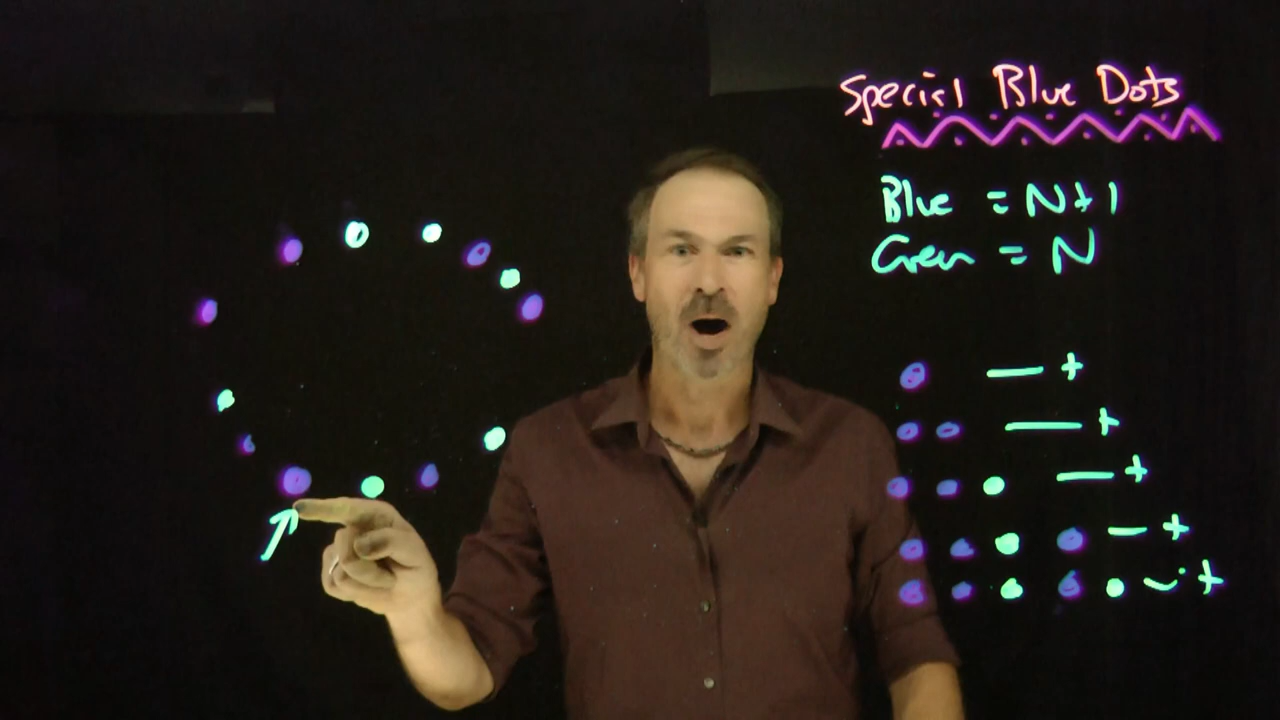 Special Blue Dots
Blue = N+1
Green = N
— +
— +
— +
— +
— +